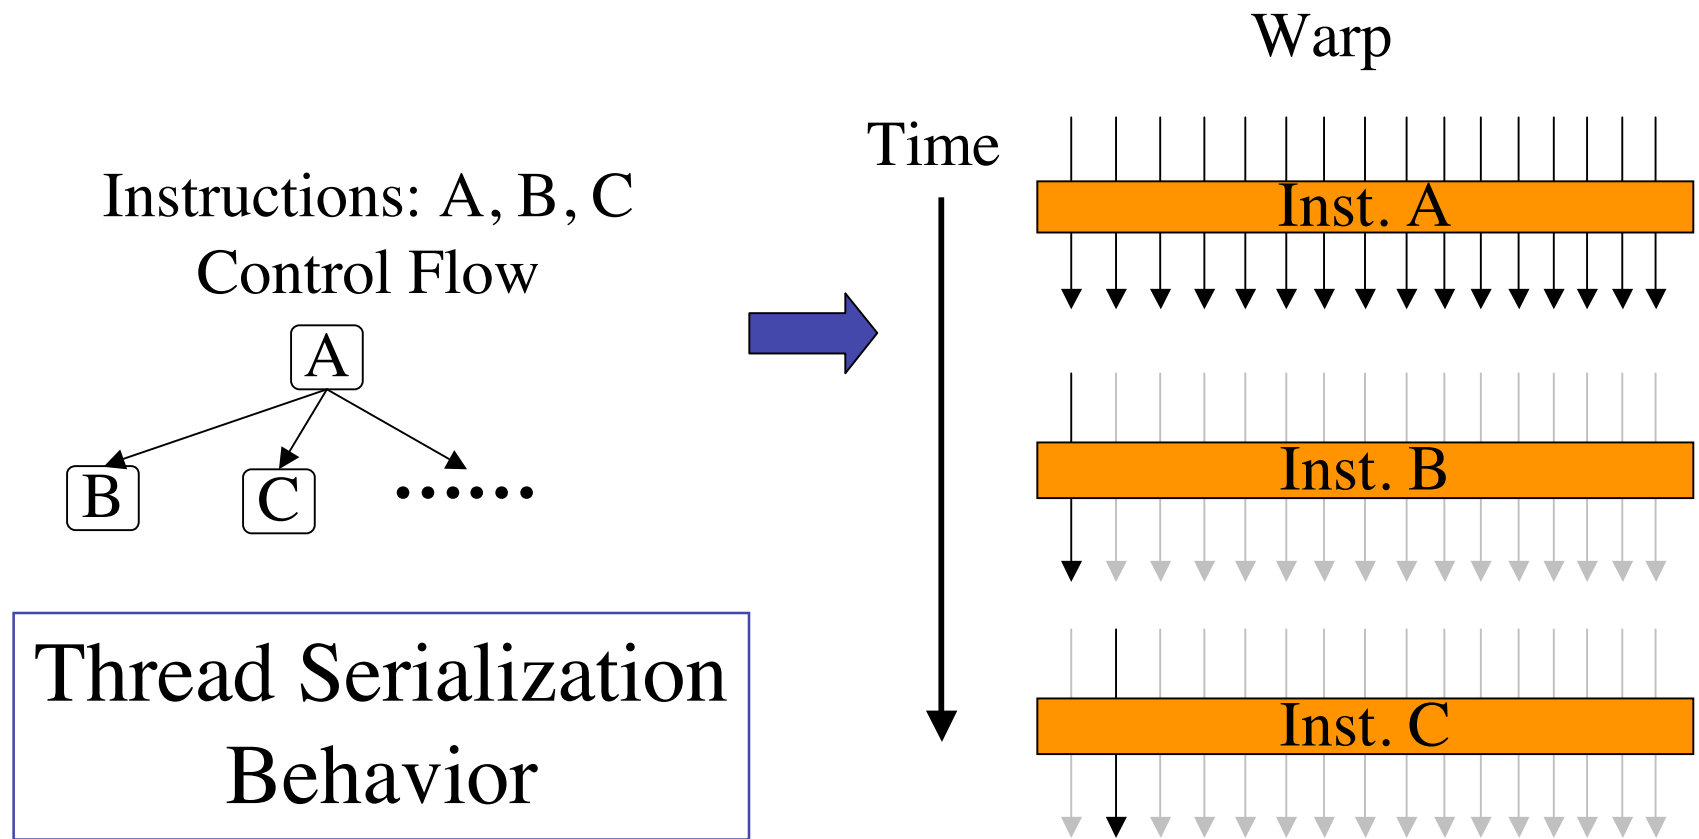 Instructions: A, B, C
Control Flow
A
B
C
......
Thread Serialization
Behavior
Warp
Time
Inst. A
Inst. B
Inst. C